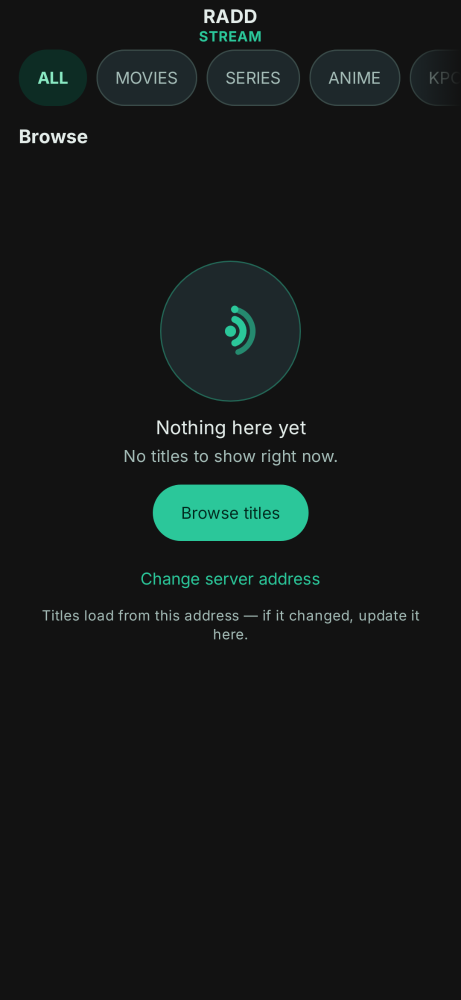 RADD
STREAM
ALL
MOVIES
SERIES
ANIME
Browse
Nothing here yet
No titles to show right now.
Browse titles
Change server address
Titles load from this address — if it changed, update it
here.